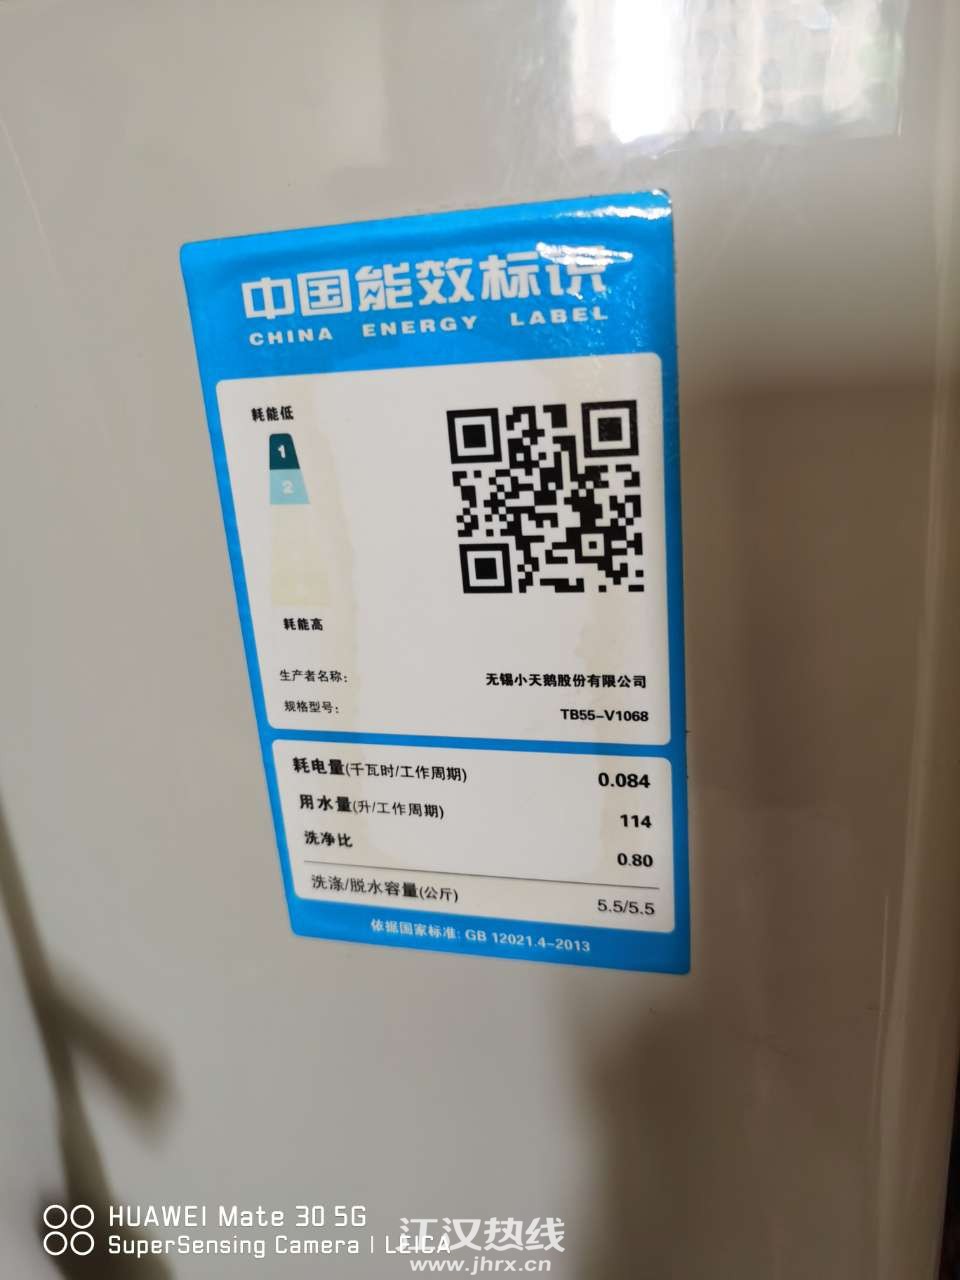 中国能效标识
CHINA ENERGY LABEL
耗能低
1
2
耗能高
生产者名称: 无锡小天鹅股份有限公司
规格型号: TB55-V1068
耗电量(千瓦时/工作周期) 0.084
用水量(升/工作周期) 114
洗净比 0.80
洗涤/脱水容量(公斤) 5.5/5.5
依据国家标准: GB 12021.4-2013
HUAWEI Mate 30 5G
SuperSensing Camera | LEICA
江汉热线
www.jhrx.cn